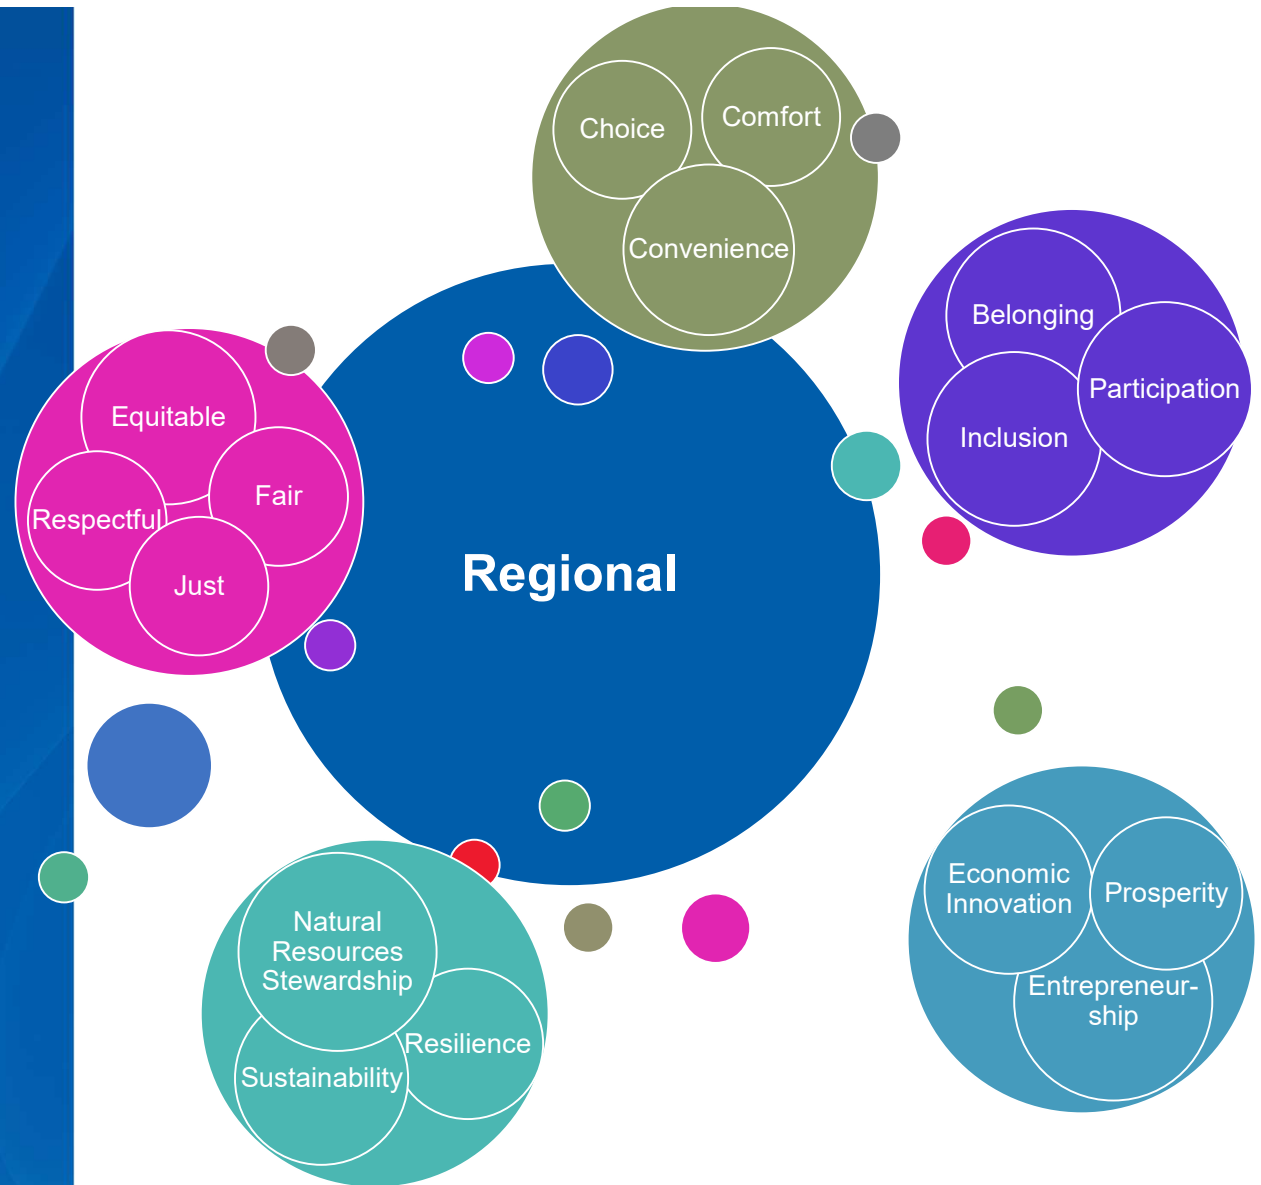 Choice
Comfort
Convenience
Belonging
Participation
Inclusion
Equitable
Fair
Respectful
Just
Regional
Natural
Resources
Stewardship
Resilience
Sustainability
Economic
Innovation
Prosperity
Entrepreneur-
ship